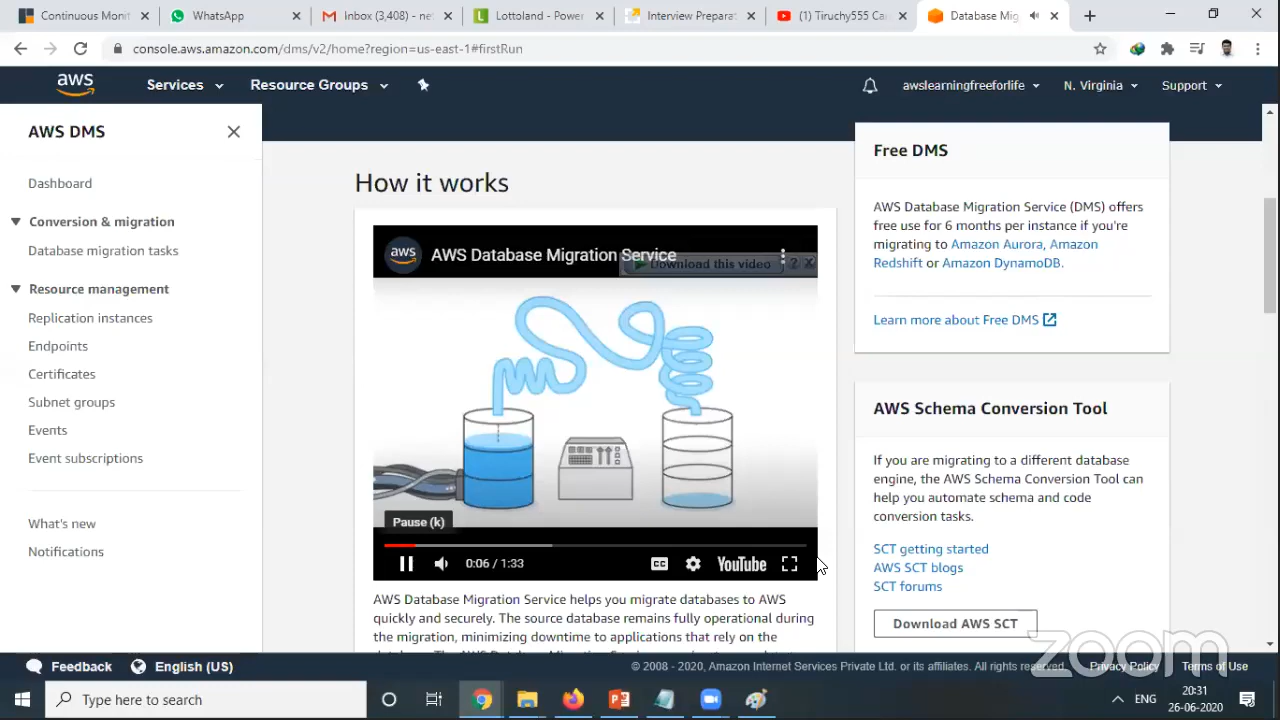 Continuous Monit
WhatsApp
Inbox (3,408) - ne
Lottoland - Powe
Interview Prepara
(1) Tiruchy555 Ca
Database Mig
console.aws.amazon.com/dms/v2/home?region=us-east-1#firstRun
aws
Services
Resource Groups
awslearningfreeforlife
N. Virginia
Support
AWS DMS
Dashboard
Conversion & migration
Database migration tasks
Resource management
Replication instances
Endpoints
Certificates
Subnet groups
Events
Event subscriptions
What's new
Notifications
How it works
aws
AWS Database Migration Service
Download this video
?
Pause (k)
0:06 / 1:33
CC
YouTube
AWS Database Migration Service helps you migrate databases to AWS
quickly and securely. The source database remains fully operational during
the migration, minimizing downtime to applications that rely on the
Free DMS
AWS Database Migration Service (DMS) offers
free use for 6 months per instance if you're
migrating to Amazon Aurora, Amazon
Redshift or Amazon DynamoDB.
Learn more about Free DMS
AWS Schema Conversion Tool
If you are migrating to a different database
engine, the AWS Schema Conversion Tool can
help you automate schema and code
conversion tasks.
SCT getting started
AWS SCT blogs
SCT forums
Download AWS SCT
zoom
Feedback
English (US)
© 2008 - 2020, Amazon Internet Services Private Ltd. or its affiliates. All rights reserved.
Privacy Policy
Terms of Use
Type here to search
ENG
20:31
26-06-2020